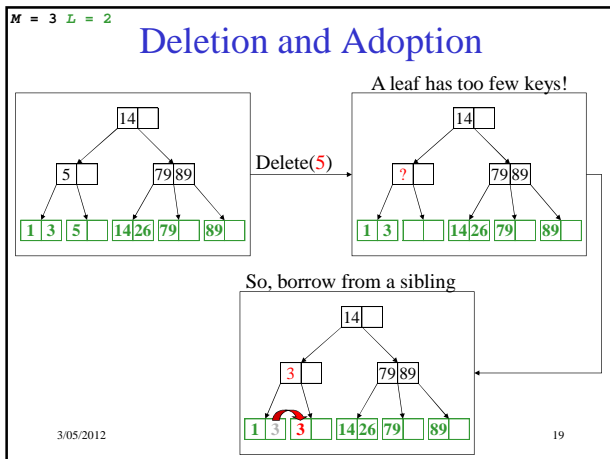 M = 3 L = 2
Deletion and Adoption
A leaf has too few keys!
14
5
79 89
1 3 5 14 26 79 89
Delete(5)
14
?
79 89
1 3 14 26 79 89
So, borrow from a sibling
14
3
79 89
1 3 3 14 26 79 89
3/05/2012
19